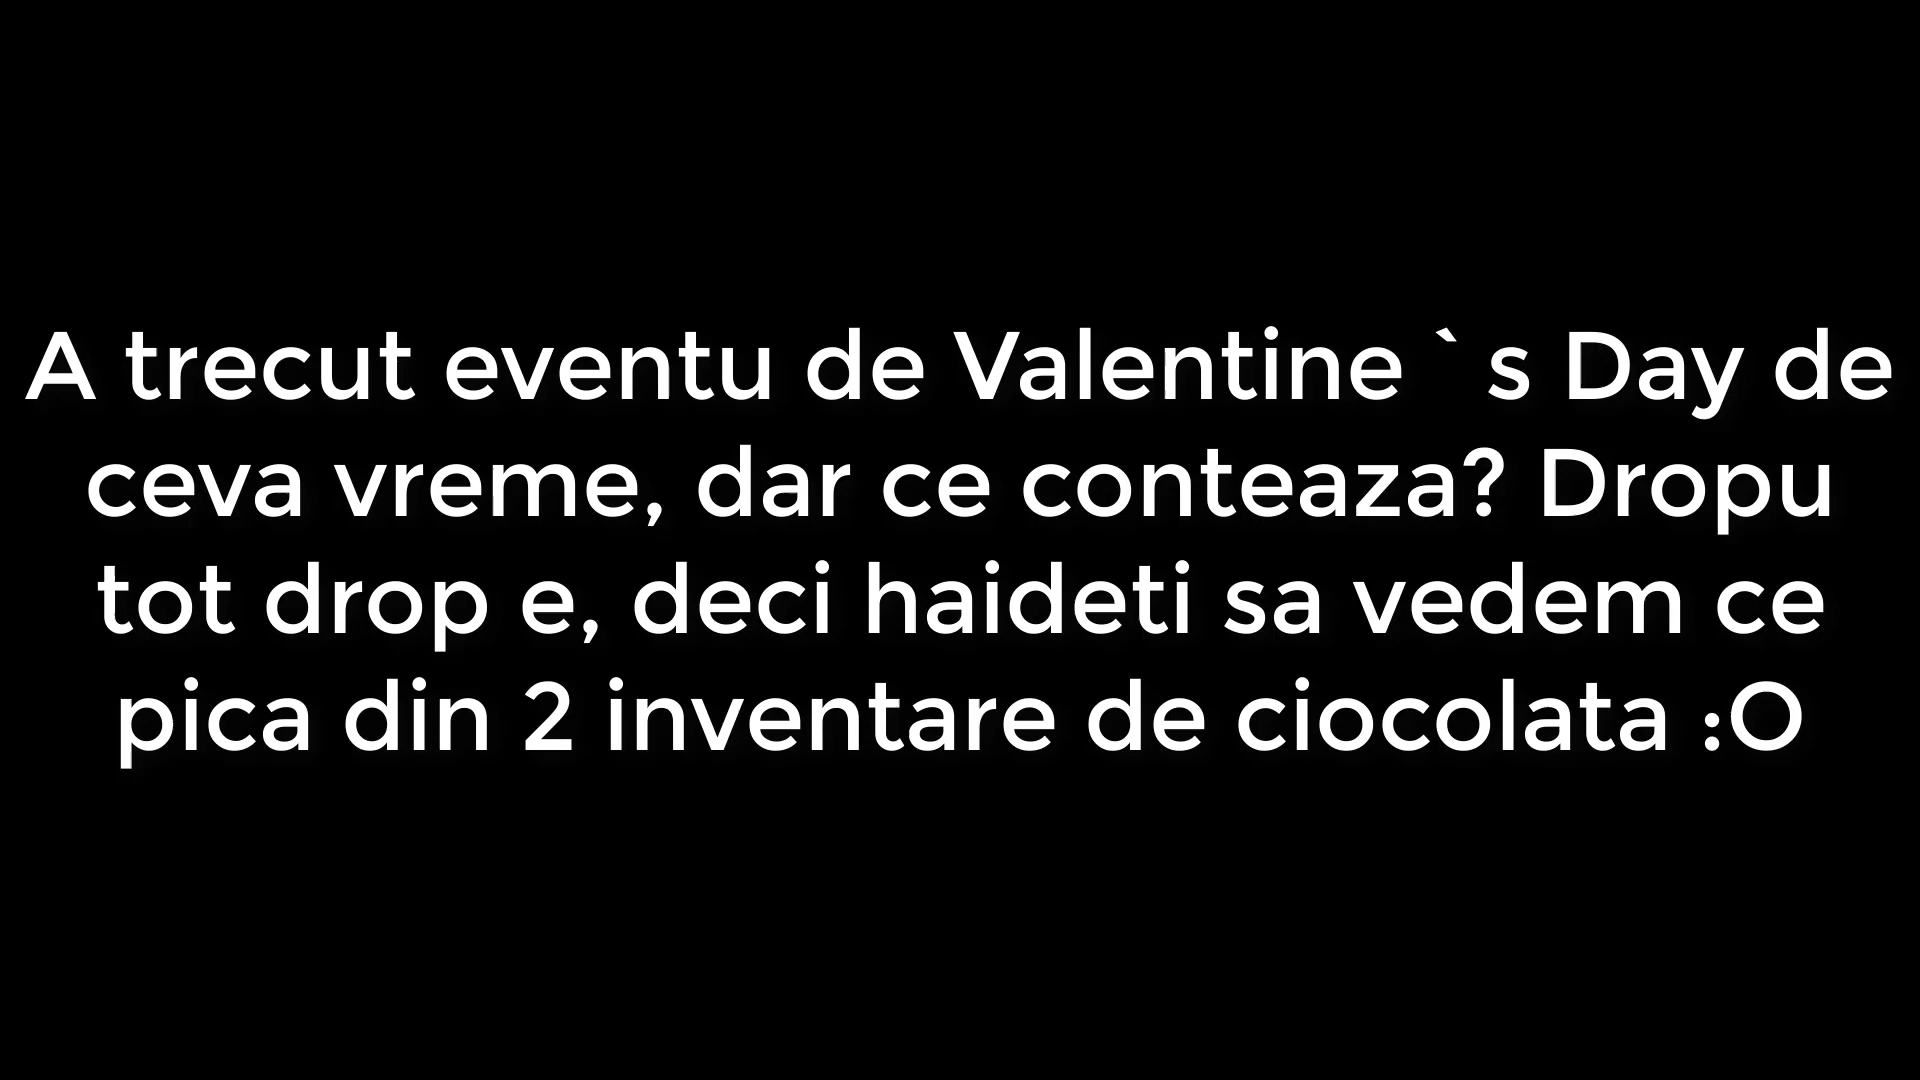 A trecut eventu de Valentine`s Day de
ceva vreme, dar ce conteaza? Dropu
tot drop e, deci haideti sa vedem ce
pica din 2 inventare de ciocolata :O